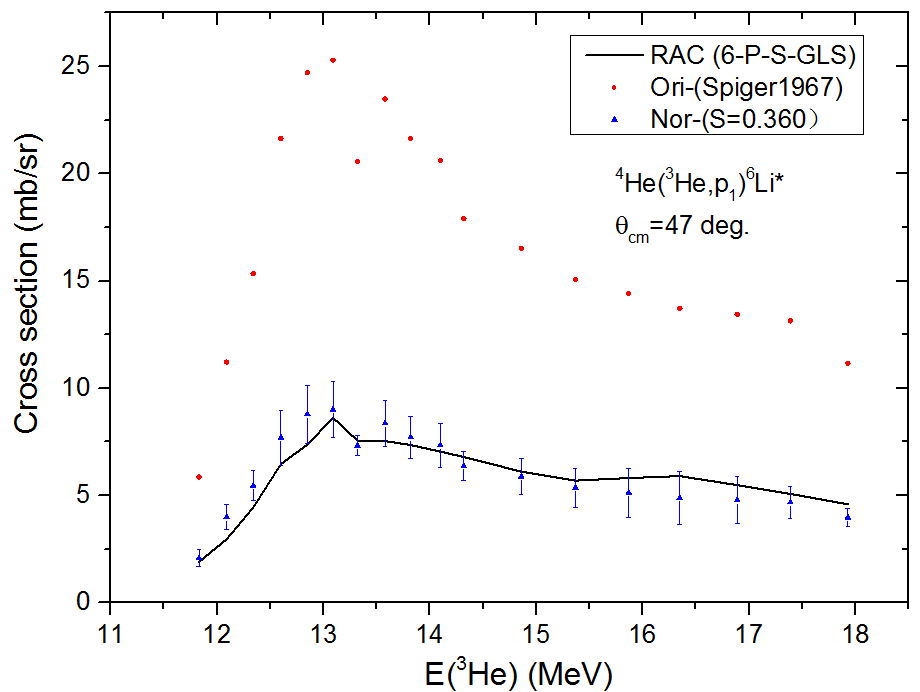 RAC (6-P-S-GLS)
Ori-(Spiger1967)
Nor-(S=0.360）
⁴He(³He,p₁)⁶Li*
θcm=47 deg.
Cross section (mb/sr)
25
20
15
10
5
0
11 12 13 14 15 16 17 18
E(³He) (MeV)